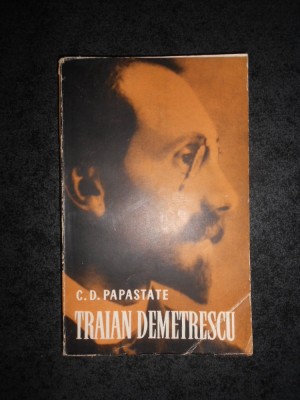 C. D. PAPASTATE
TRAIAN DEMETRESCU